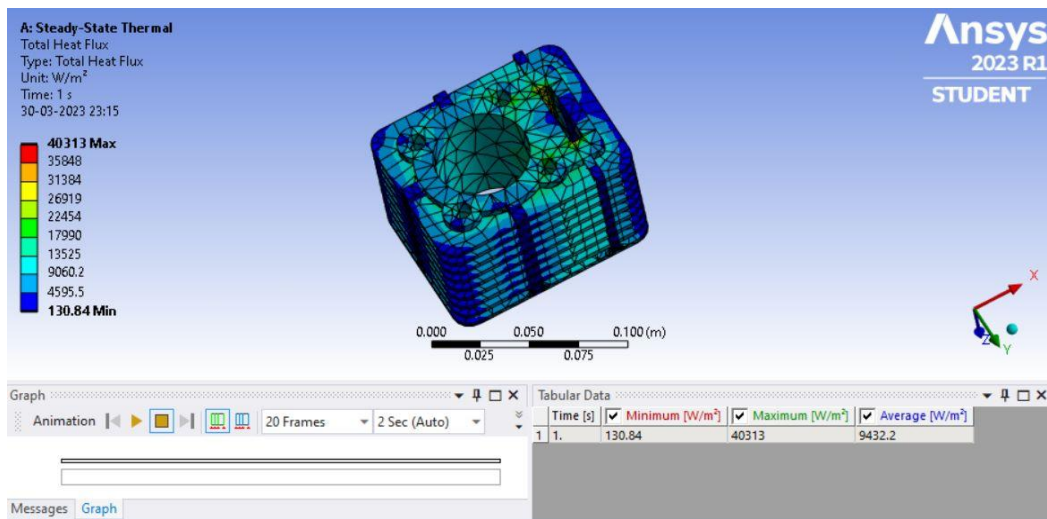 A: Steady-State Thermal
Total Heat Flux
Type: Total Heat Flux
Unit: W/m²
Time: 1 s
30-03-2023 23:15
40313 Max
35848
31384
26919
22454
17990
13525
9060.2
4595.5
130.84 Min
Ansys
2023 R1
STUDENT
0.000 0.050 0.100 (m)
0.025 0.075
X
Z
Y
Graph
Animation 20 Frames 2 Sec (Auto)
Messages Graph
Tabular Data
Time [s] Minimum [W/m²] Maximum [W/m²] Average [W/m²]
1 1. 130.84 40313 9432.2